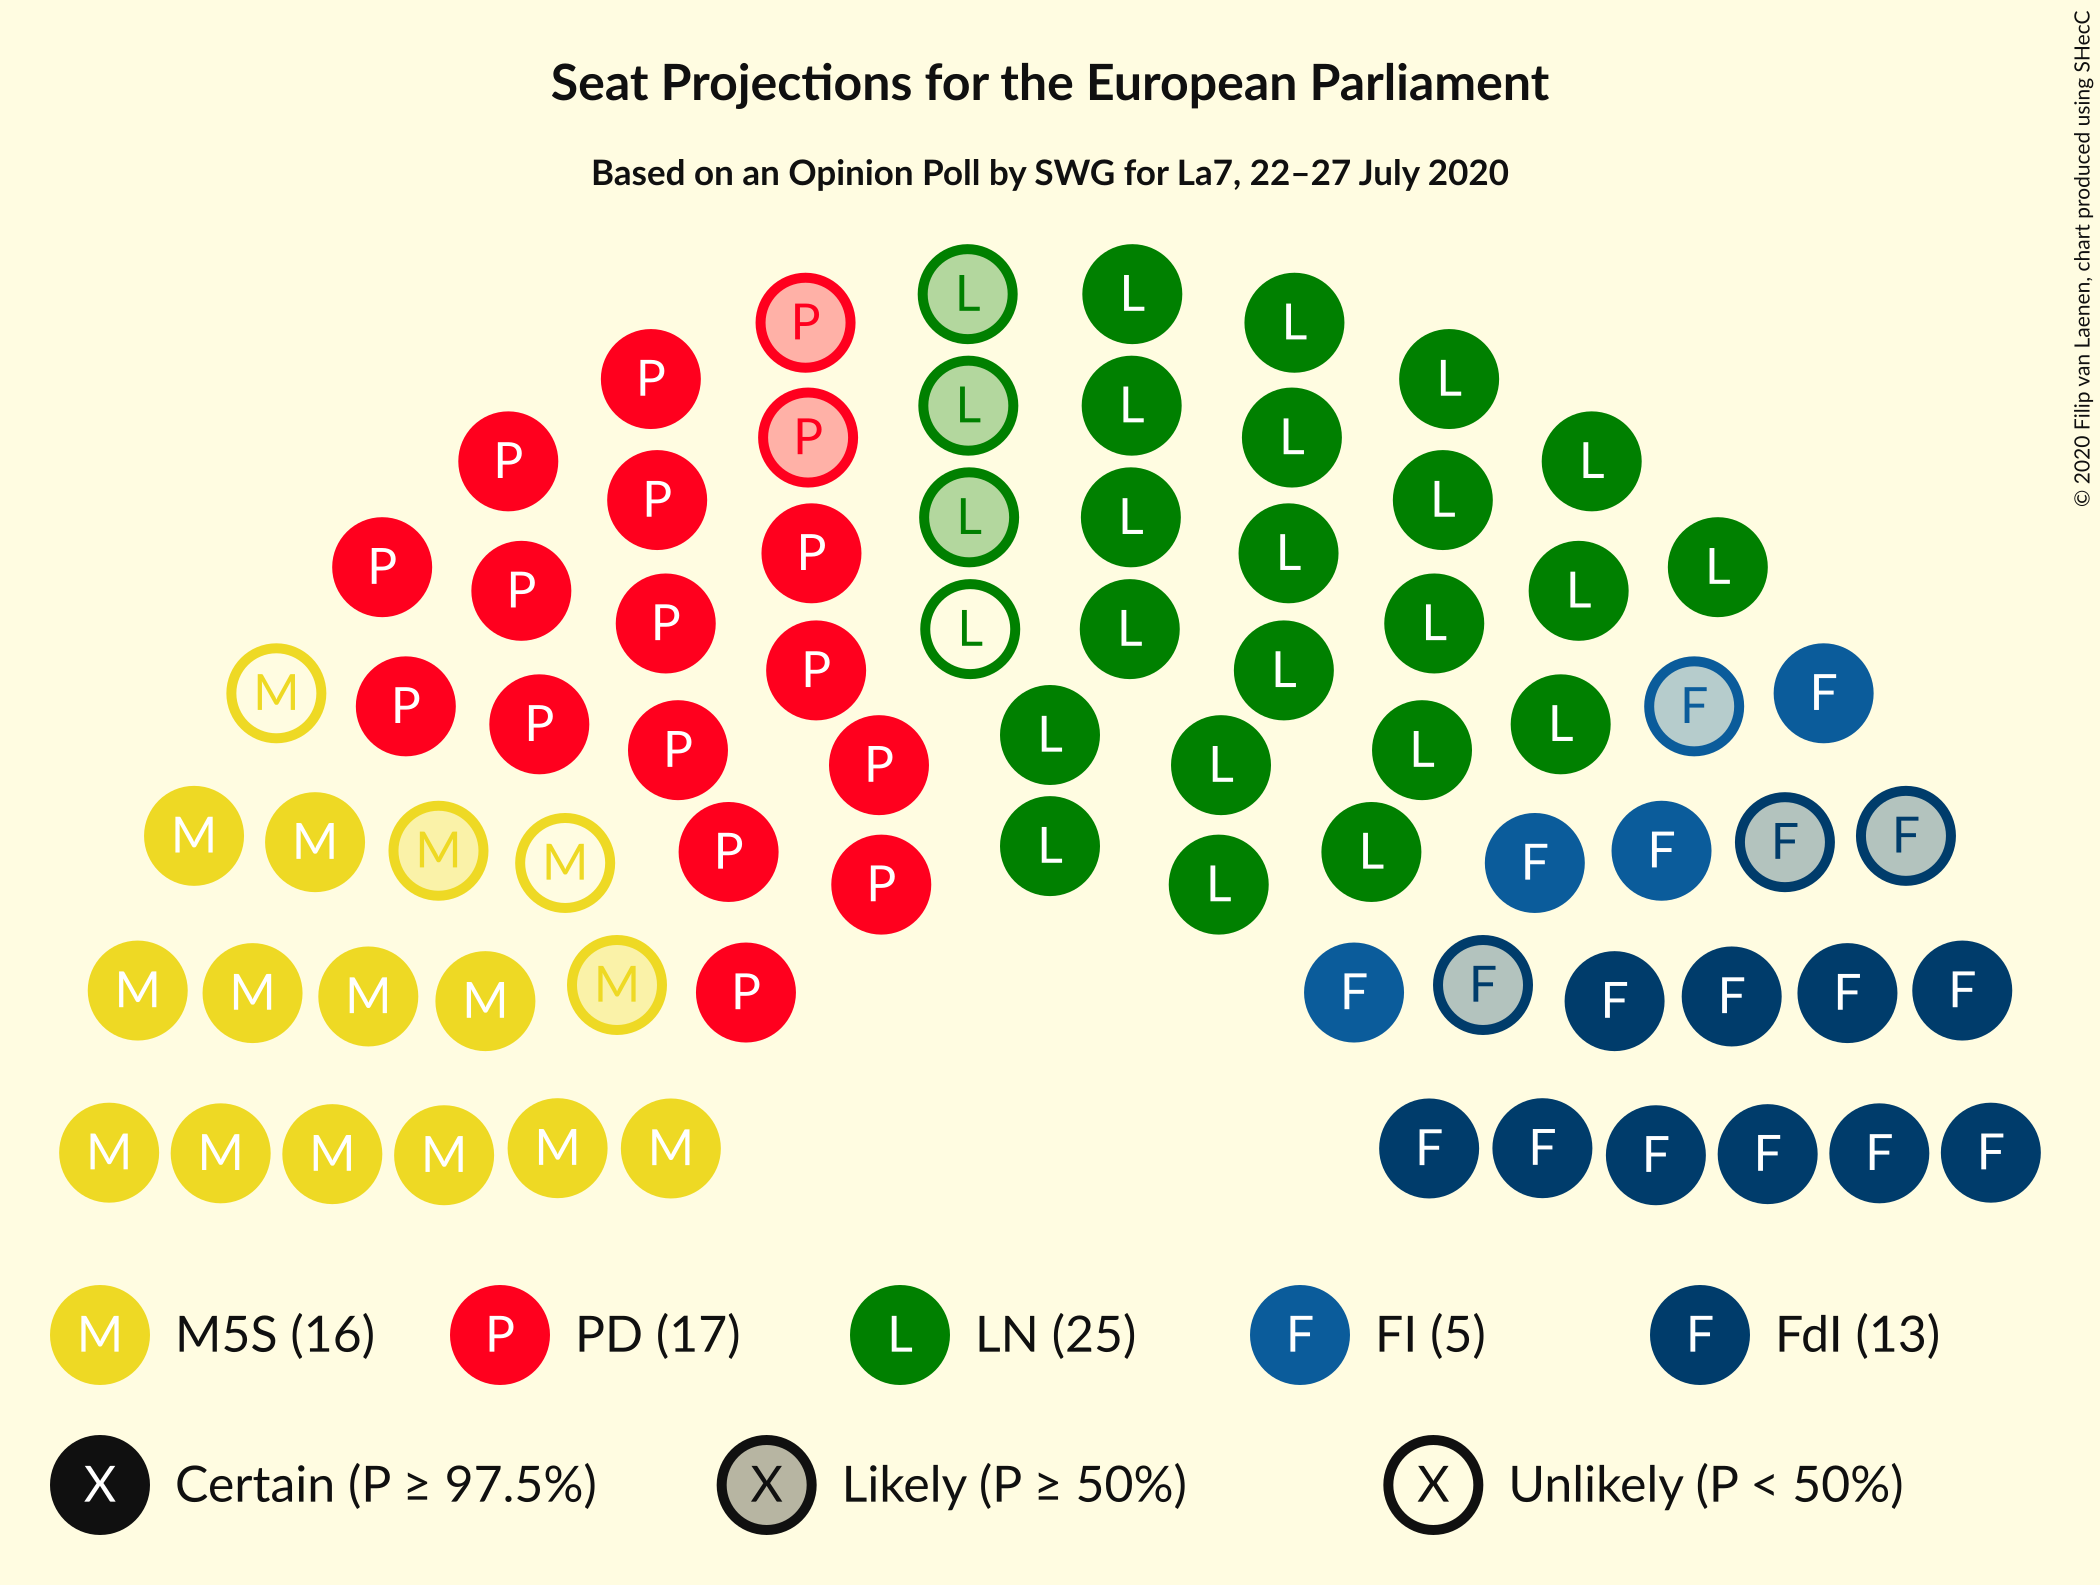 Seat Projections for the European Parliament
Based on an Opinion Poll by SWG for La7, 22–27 July 2020
© 2020 Filip van Laenen, chart produced using SHecC
L L
P L L
P L
P L L
P L
P L L
P L
P L L
P L
P L
P L L
P L L
P L
L L
P L
M F
P F
P L
P L
L
P L
M M F F
L
P L
M F
M F
P L
M F
P L
M F
M F
M P F F
M F
M F
M F
M M M M M M F F F F F F
M M5S (16) P PD (17) L LN (25) F FI (5) F FdI (13)
X Certain (P ≥ 97.5%) X Likely (P ≥ 50%) X Unlikely (P < 50%)